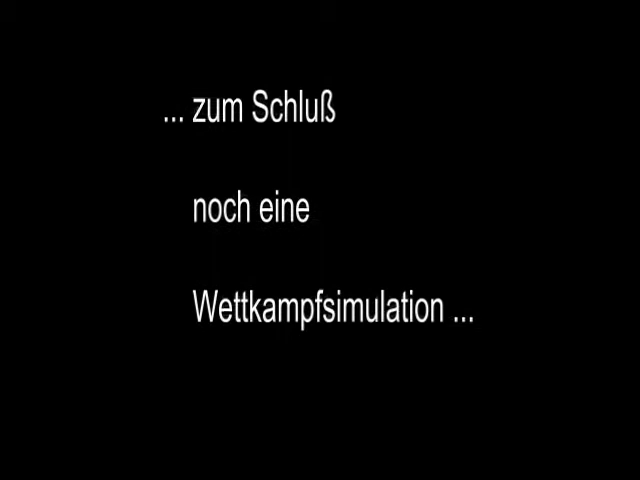 ... zum Schluß
noch eine
Wettkampfsimulation ...